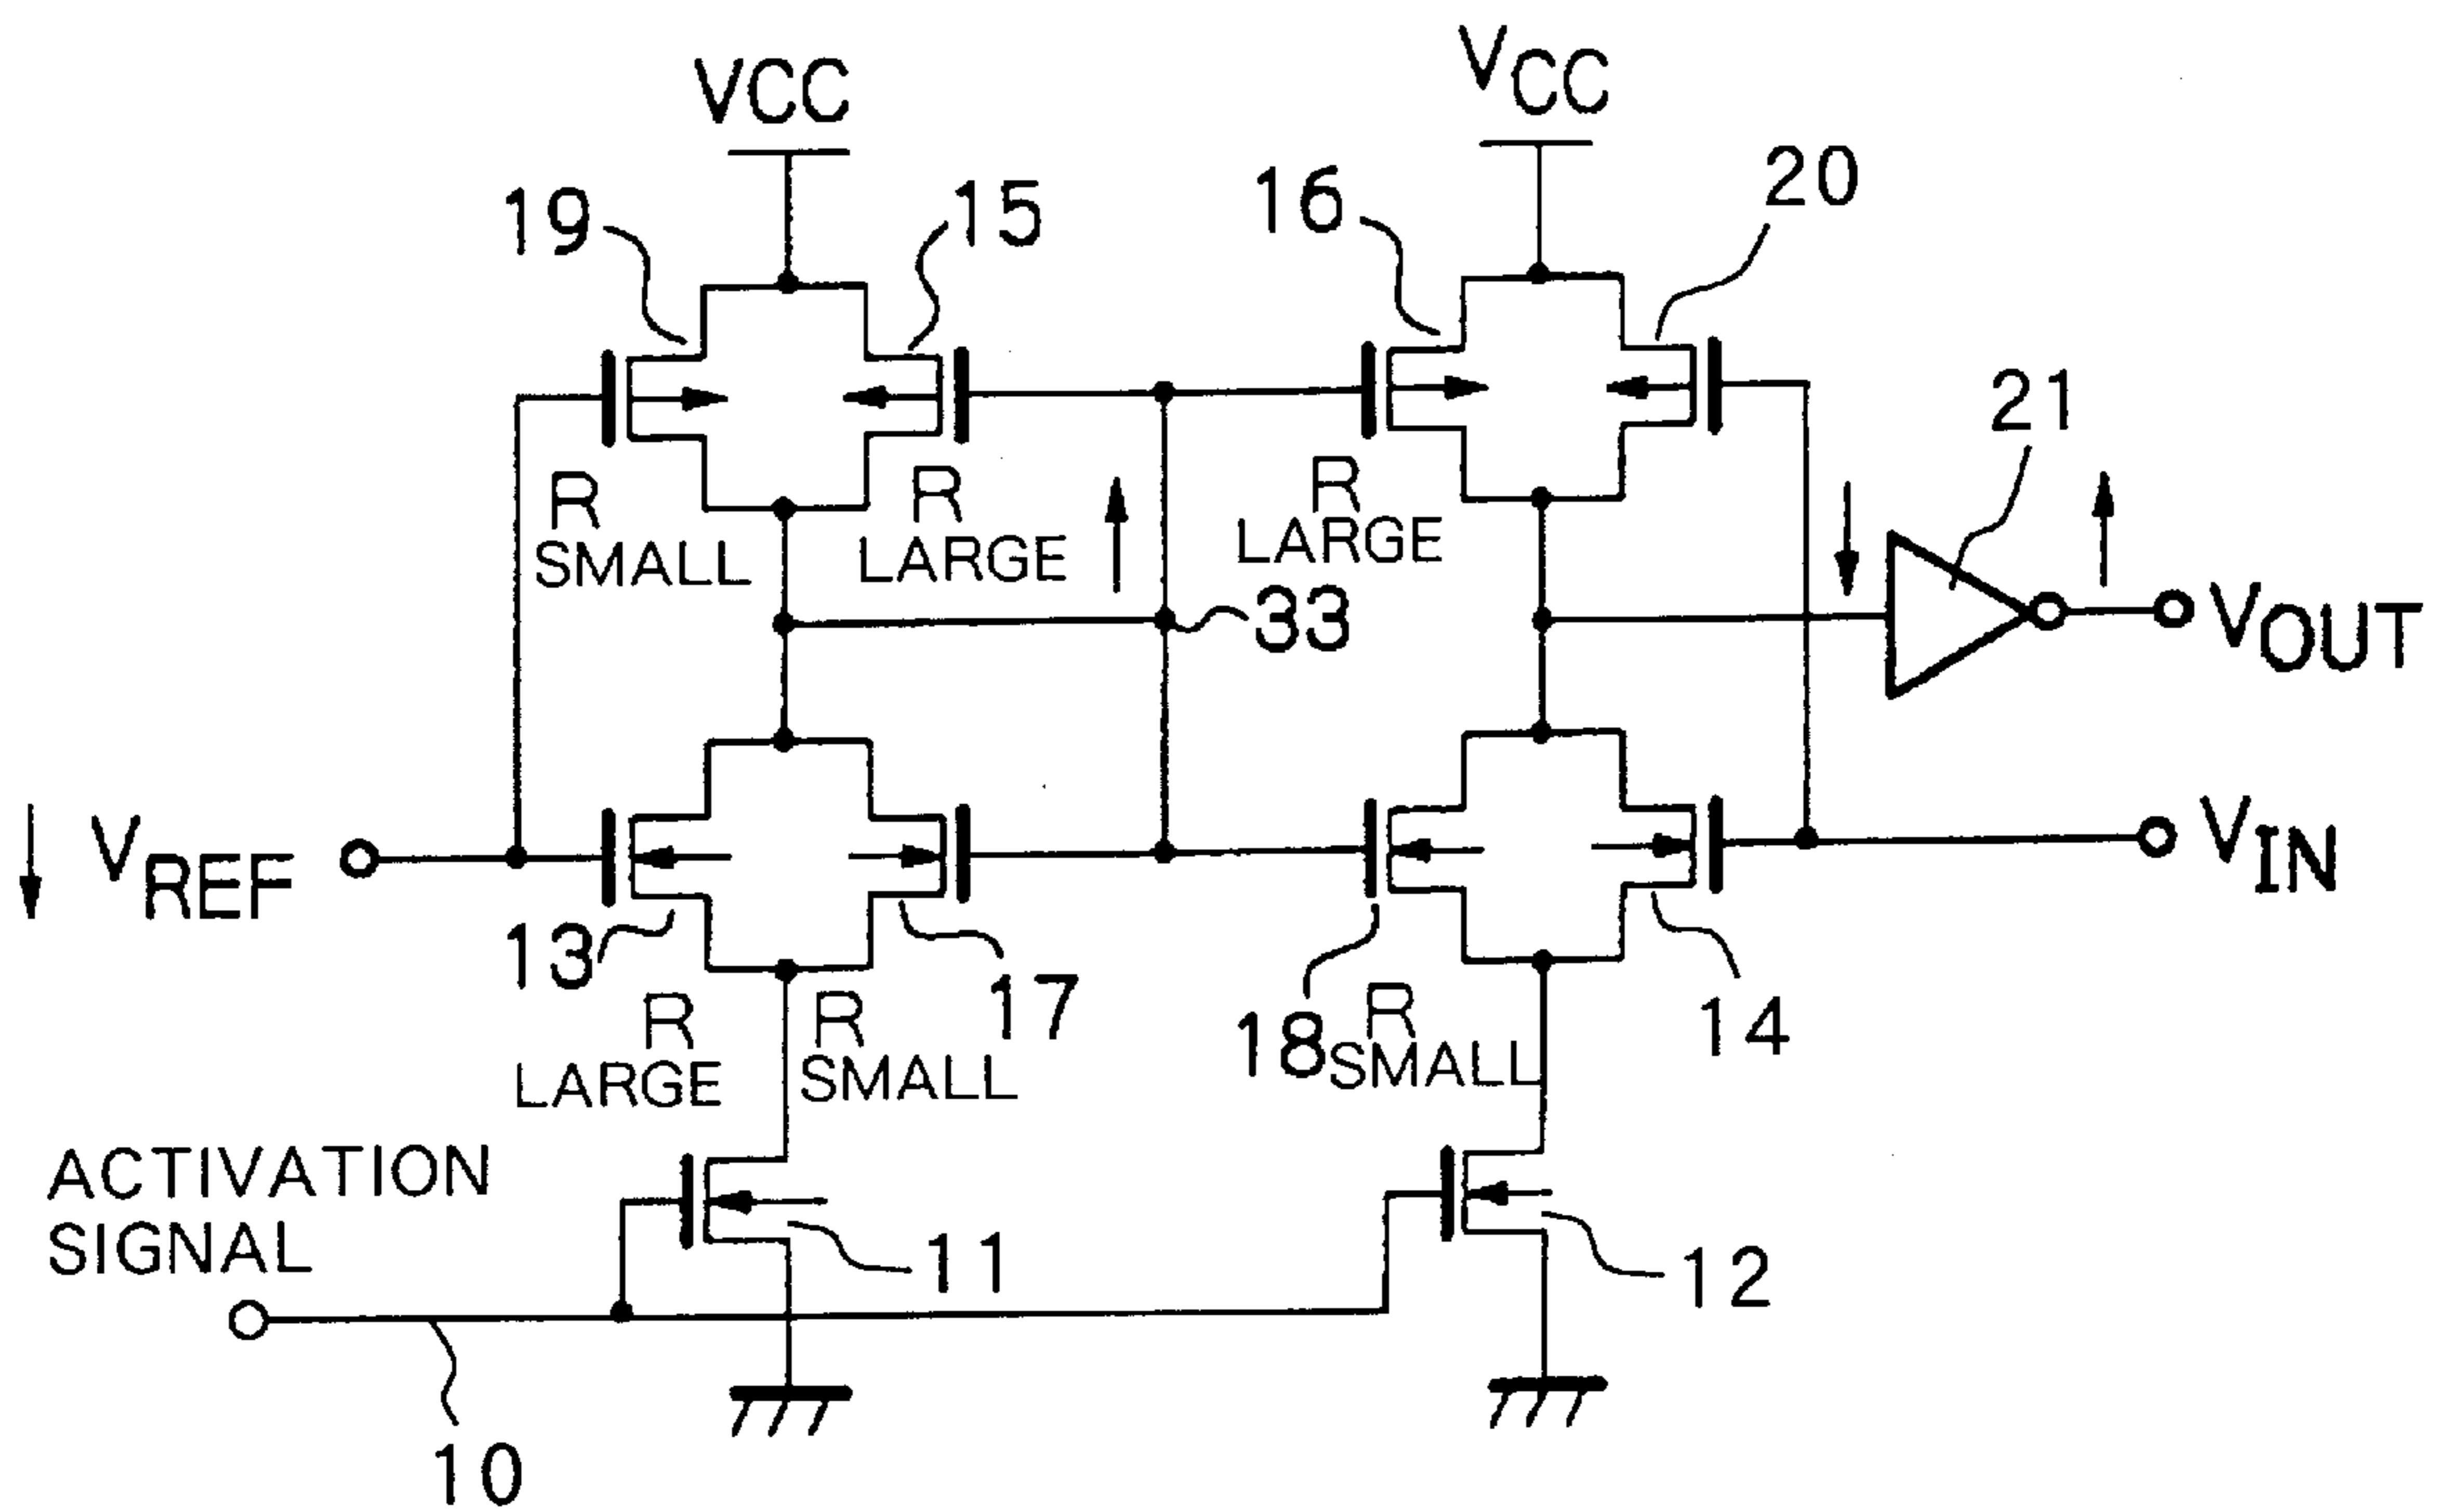 VCC
VCC
19
15
16
20
21
R
SMALL
R
LARGE
R
LARGE
33
VOUT
VREF
VIN
13
17
18
14
R
LARGE
R
SMALL
R
SMALL
ACTIVATION
SIGNAL
11
12
10